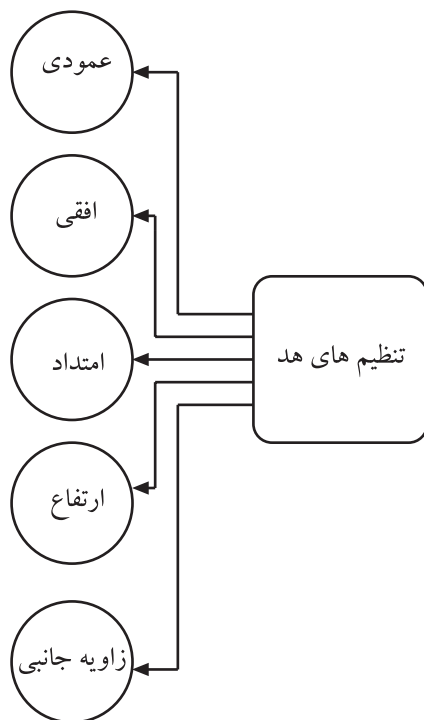 عمودی
افقی
تنظیم های هد
امتداد
ارتفاع
زاویه جانبی